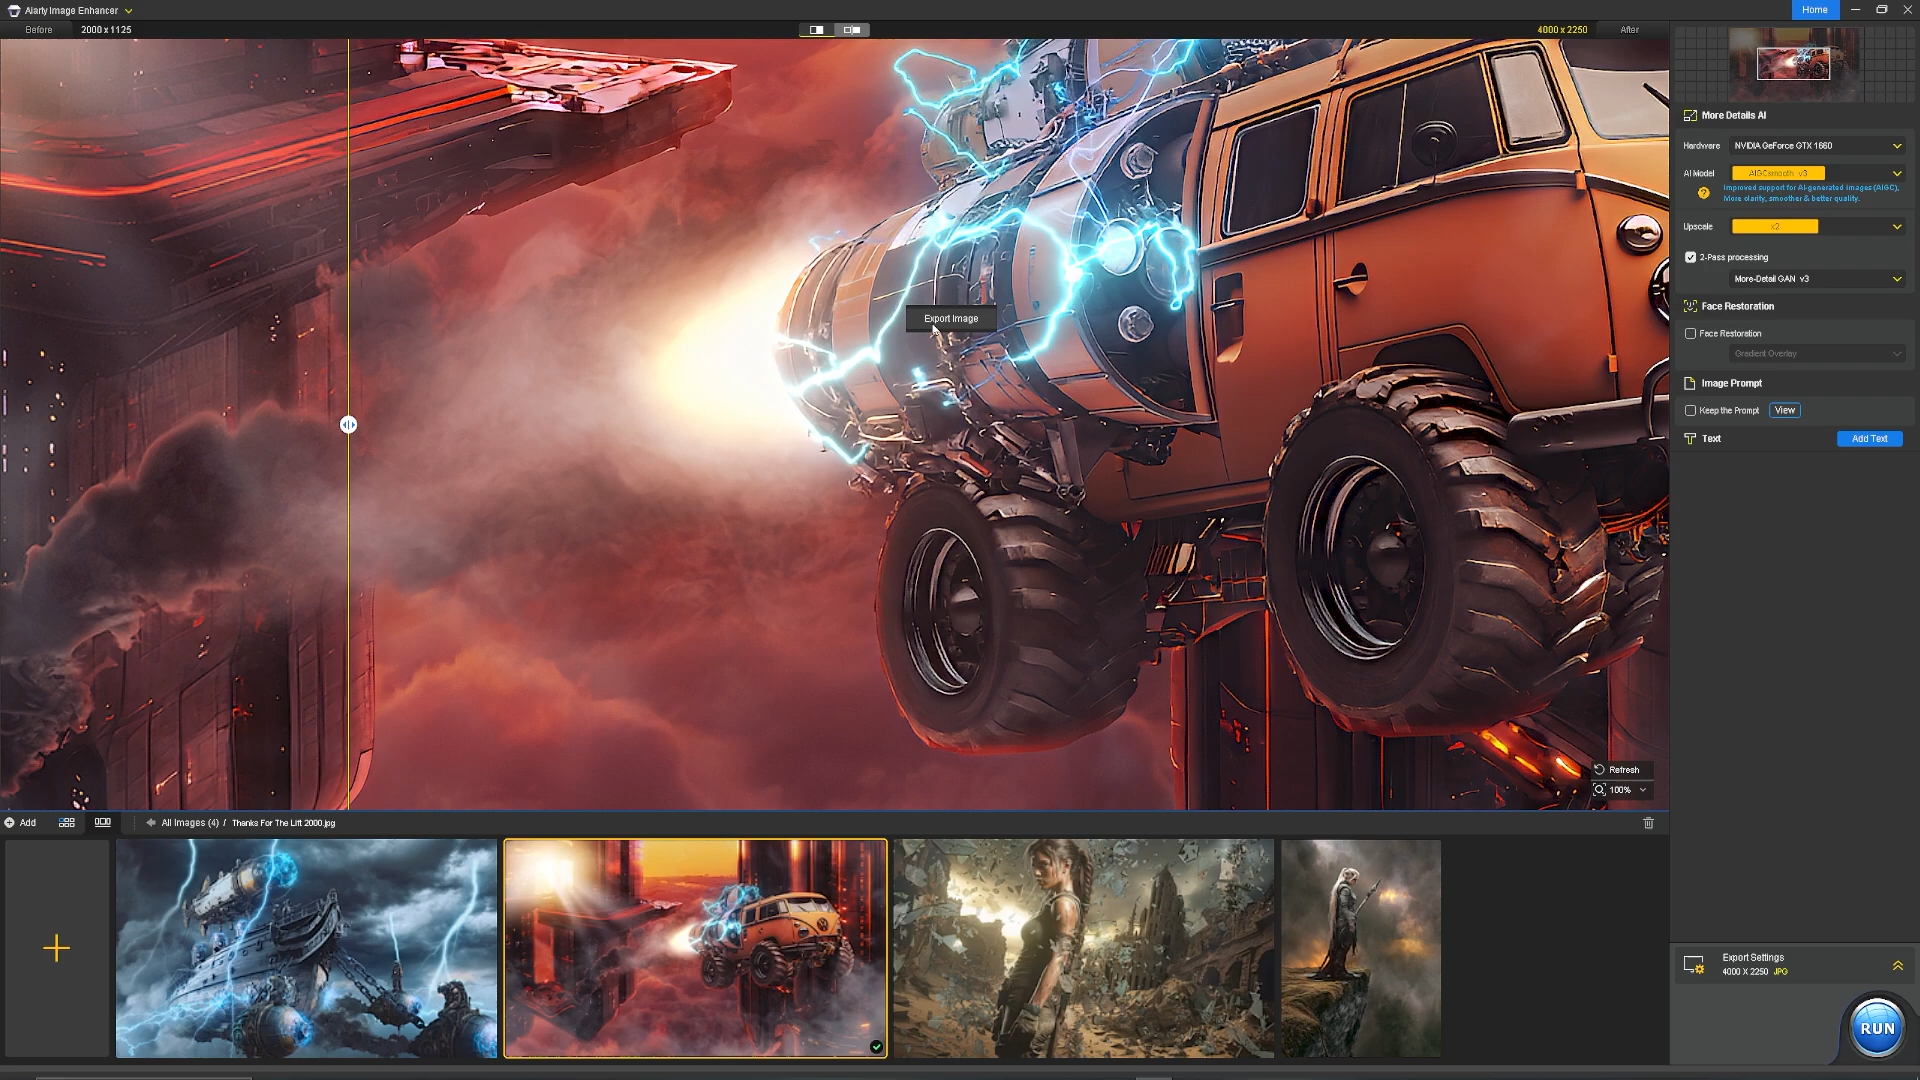 Aiarty Image Enhancer
Home
Before
2000 x 1125
4000 x 2250
After
More Details AI
Hardware
NVIDIA GeForce GTX 1660
AI Model
AIGCsmooth v3
Improved support for AI-generated images (AIGC),
More clarity, smoother & better quality.
Upscale
x2
2-Pass processing
More-Detail GAN v3
Face Restoration
Face Restoration
Gradient Overlay
Image Prompt
Keep the Prompt
View
Text
Add Text
Export Image
Refresh
100%
Add
All Images (4) / Thanks For The Lift 2000.jpg
Export Settings
4000 X 2250 JPG
RUN